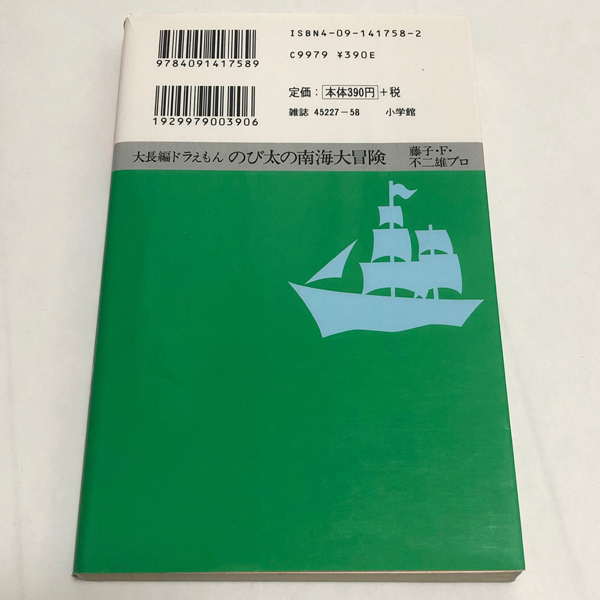 ISBN4-09-141758-2
C9979 ¥390E
9784091417589
定価:本体390円+税
雑誌 45227-58 小学館
1929979003906
大長編ドラえもん のび太の南海大冒険 藤子・F・
不二雄プロ